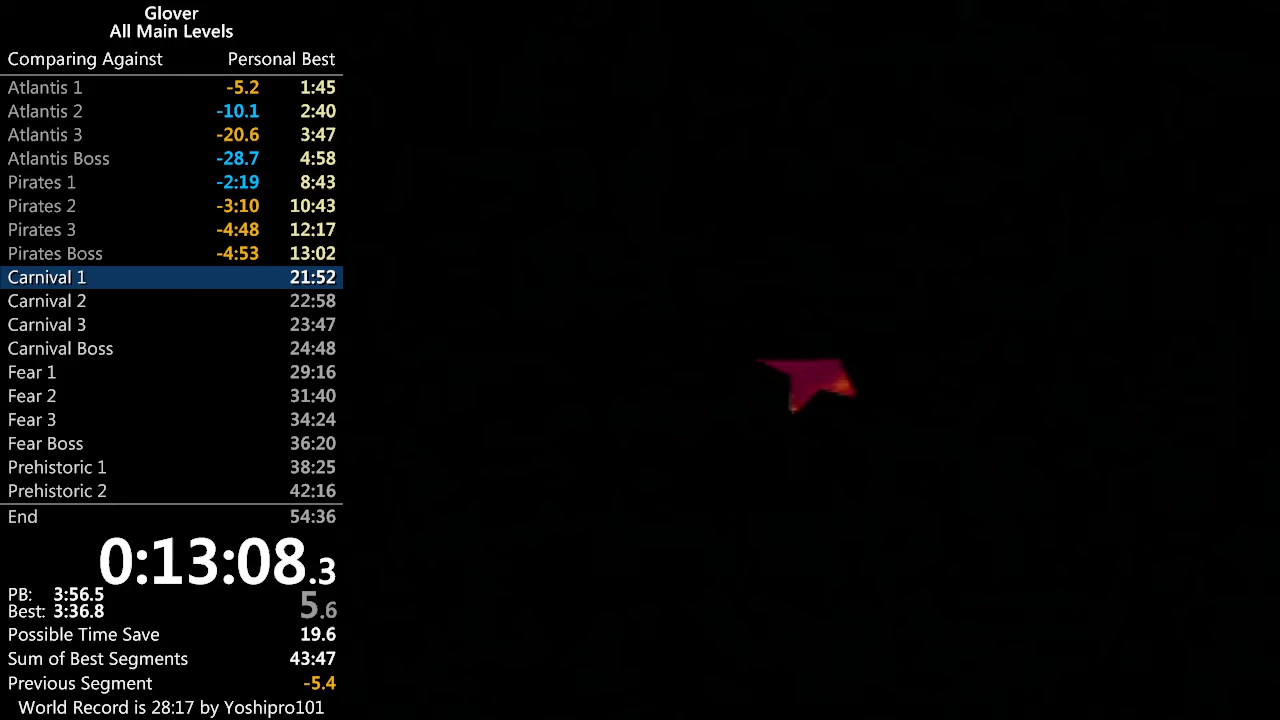 Glover
All Main Levels
Comparing Against Personal Best
Atlantis 1 -5.2 1:45
Atlantis 2 -10.1 2:40
Atlantis 3 -20.6 3:47
Atlantis Boss -28.7 4:58
Pirates 1 -2:19 8:43
Pirates 2 -3:10 10:43
Pirates 3 -4:48 12:17
Pirates Boss -4:53 13:02
Carnival 1 21:52
Carnival 2 22:58
Carnival 3 23:47
Carnival Boss 24:48
Fear 1 29:16
Fear 2 31:40
Fear 3 34:24
Fear Boss 36:20
Prehistoric 1 38:25
Prehistoric 2 42:16
End 54:36
0:13:08.3
PB: 3:56.5
Best: 3:36.8 5.6
Possible Time Save 19.6
Sum of Best Segments 43:47
Previous Segment -5.4
World Record is 28:17 by Yoshipro101